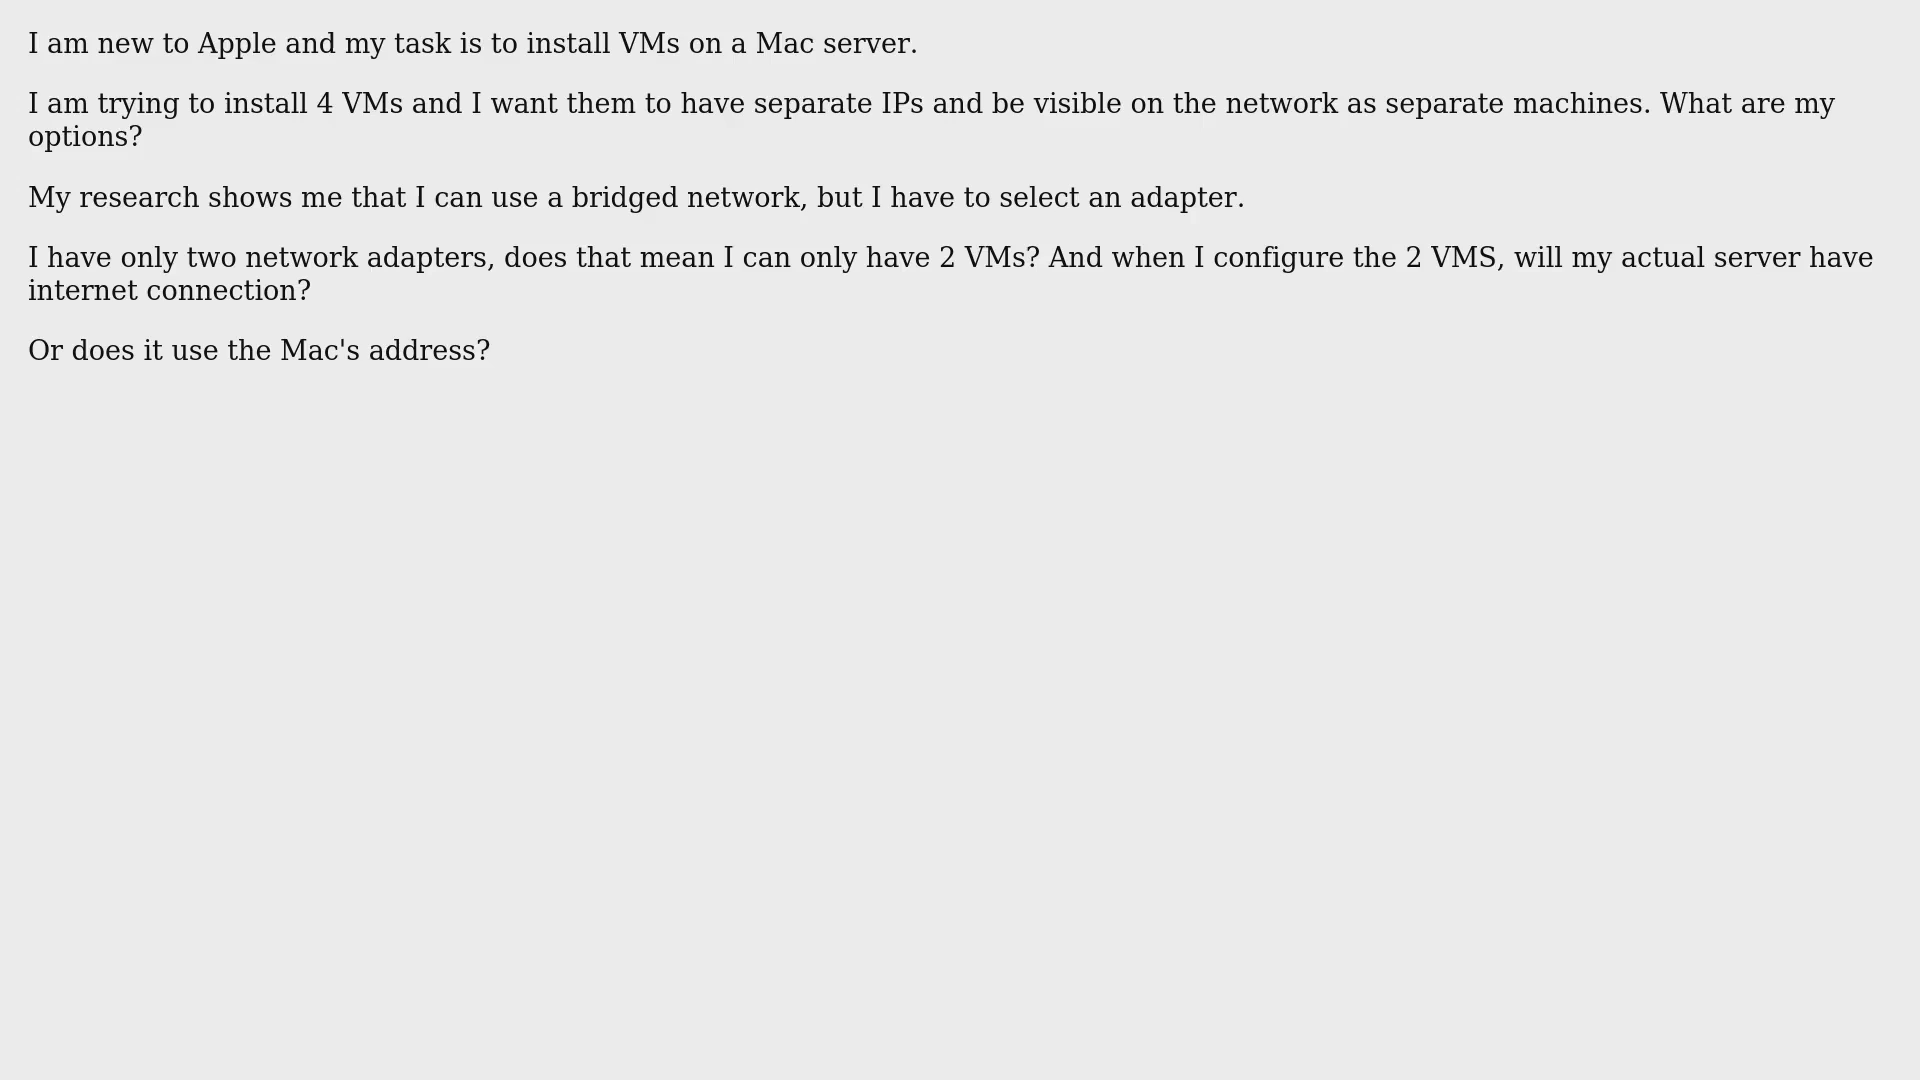 I am new to Apple and my task is to install VMs on a Mac server.
I am trying to install 4 VMs and I want them to have separate IPs and be visible on the network as separate machines. What are my
options?
My research shows me that I can use a bridged network, but I have to select an adapter.
I have only two network adapters, does that mean I can only have 2 VMs? And when I configure the 2 VMS, will my actual server have
internet connection?
Or does it use the Mac's address?